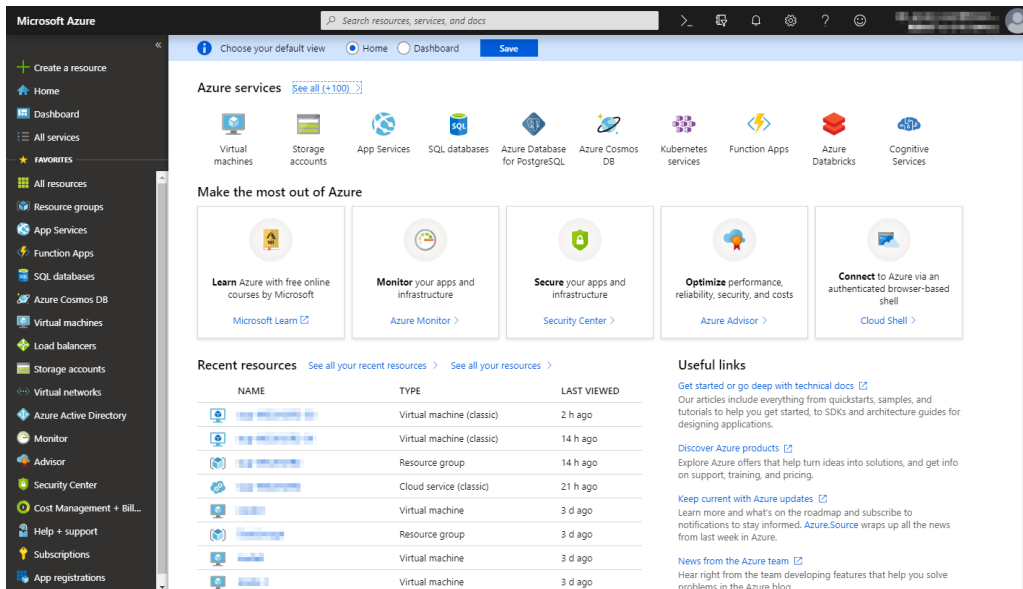 Microsoft Azure
Search resources, services, and docs
Choose your default view
Home
Dashboard
Save
Create a resource
Home
Dashboard
All services
FAVORITES
All resources
Resource groups
App Services
Function Apps
SQL databases
Azure Cosmos DB
Virtual machines
Load balancers
Storage accounts
Virtual networks
Azure Active Directory
Monitor
Advisor
Security Center
Cost Management + Bill...
Help + support
Subscriptions
App registrations
Azure services See all (+100)
Virtual
machines
Storage
accounts
App Services
SQL databases
Azure Database
for PostgreSQL
Azure Cosmos
DB
Kubernetes
services
Function Apps
Azure
Databricks
Cognitive
Services
Make the most out of Azure
Learn Azure with free online
courses by Microsoft
Microsoft Learn
Monitor your apps and
infrastructure
Azure Monitor >
Secure your apps and
infrastructure
Security Center >
Optimize performance,
reliability, security, and costs
Azure Advisor >
Connect to Azure via an
authenticated browser-based
shell
Cloud Shell >
Recent resources See all your recent resources > See all your resources >
NAME TYPE LAST VIEWED
Virtual machine (classic) 2 h ago
Virtual machine (classic) 14 h ago
Resource group 14 h ago
Cloud service (classic) 21 h ago
Virtual machine 3 d ago
Resource group 3 d ago
Virtual machine 3 d ago
Virtual machine 3 d ago
Useful links
Get started or go deep with technical docs
Our articles include everything from quickstarts, samples, and
tutorials to help you get started, to SDKs and architecture guides for
designing applications.
Discover Azure products
Explore Azure offers that help turn ideas into solutions, and get info
on support, training, and pricing.
Keep current with Azure updates
Learn more and what's on the roadmap and subscribe to
notifications to stay informed. Azure.Source wraps up all the news
from last week in Azure.
News from the Azure team
Hear right from the team developing features that help you solve
problems in the Azure blog.